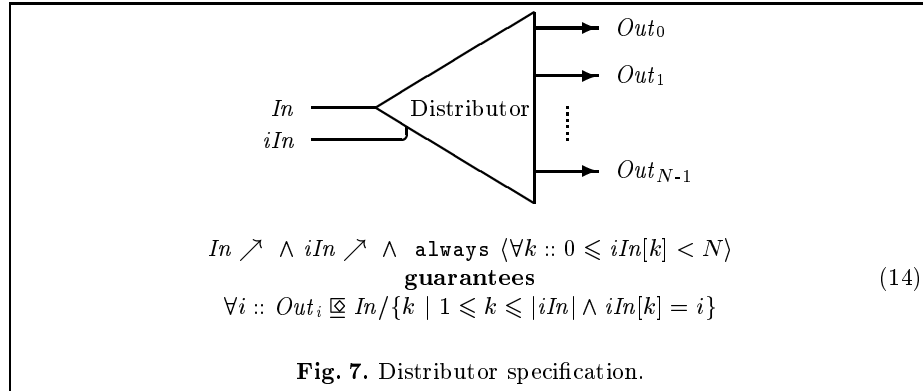 Out₀
Out₁
In
Distributor
iIn
Out_{N-1}
In ↗ ∧ iIn ↗ ∧ always ⟨∀k :: 0 ⩽ iIn[k] < N⟩
guarantees
(14)
∀i :: Out_i In/{k | 1 ⩽ k ⩽ |iIn| ∧ iIn[k] = i}
Fig. 7. Distributor specification.